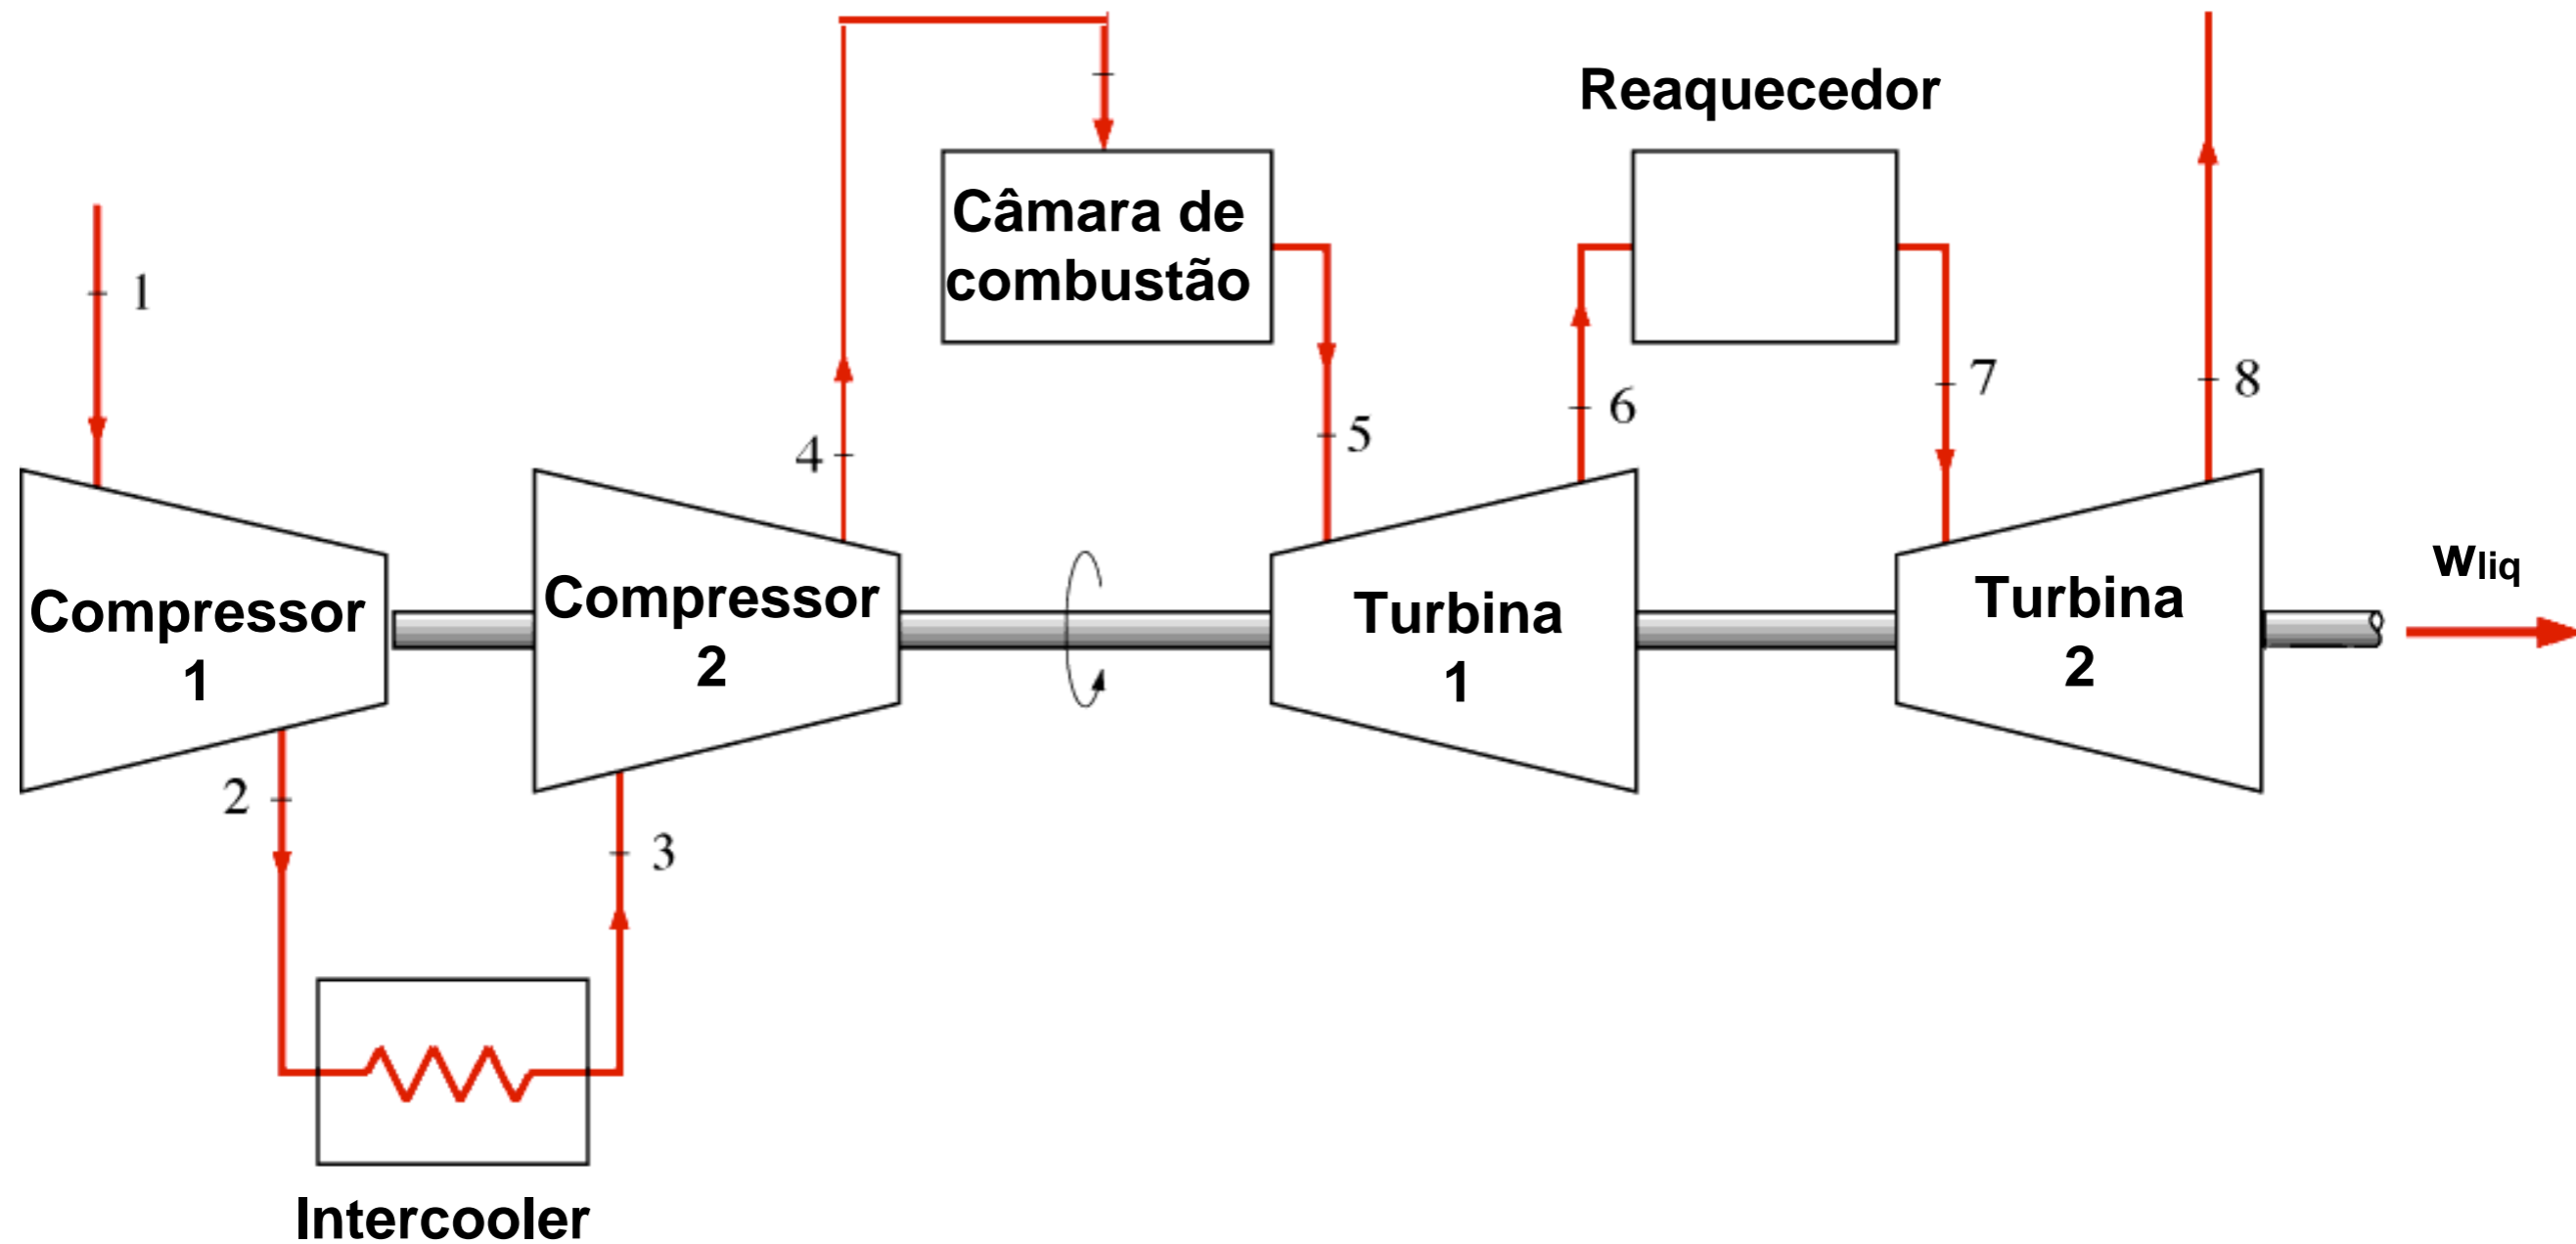 Reaquecedor
Câmara de
combustão
1
7
8
6
4
5
Wliq
Compressor
1
Compressor
2
Turbina
1
Turbina
2
2
3
Intercooler